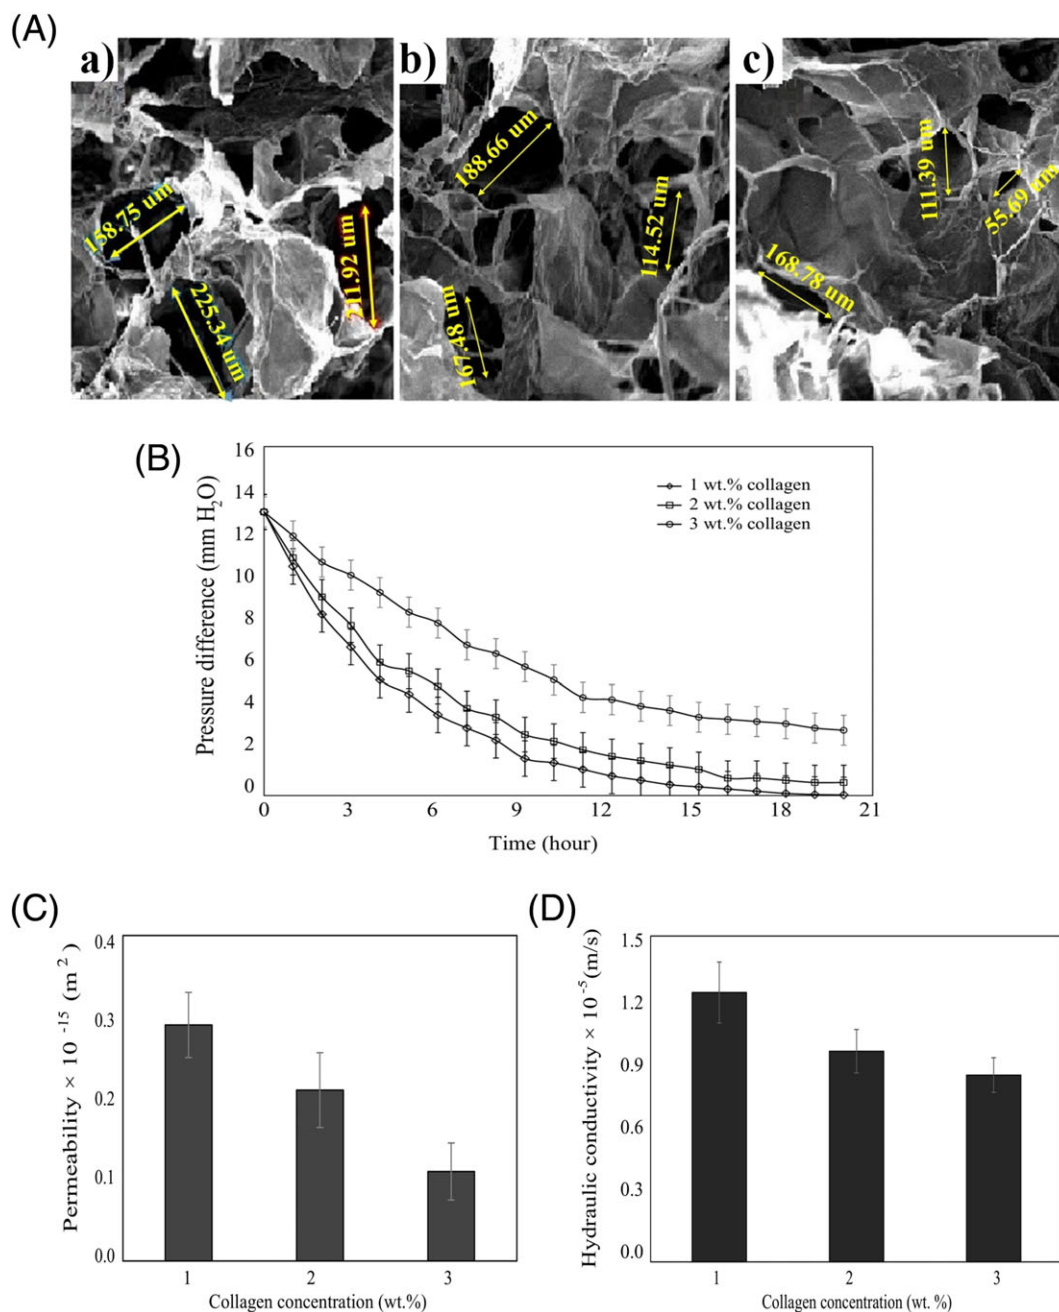 (A)
a)
158.75 um
225.34 um
211.92 um
b)
188.66 um
114.52 um
167.48 um
c)
111.39 um
55.69 um
168.78 um
(B)
Pressure difference (mm H2O)
16
14
12
10
8
6
4
2
0
1 wt.% collagen
2 wt.% collagen
3 wt.% collagen
0 3 6 9 12 15 18 21
Time (hour)
(C)
Permeability × 10 -15 (m 2 )
0.4
0.3
0.2
0.1
0.0
1 2 3
Collagen concentration (wt.%)
(D)
Hydraulic conductivity × 10 -5 (m/s)
1.5
1.2
0.9
0.6
0.3
0.0
1 2 3
Collagen concentration (wt. %)